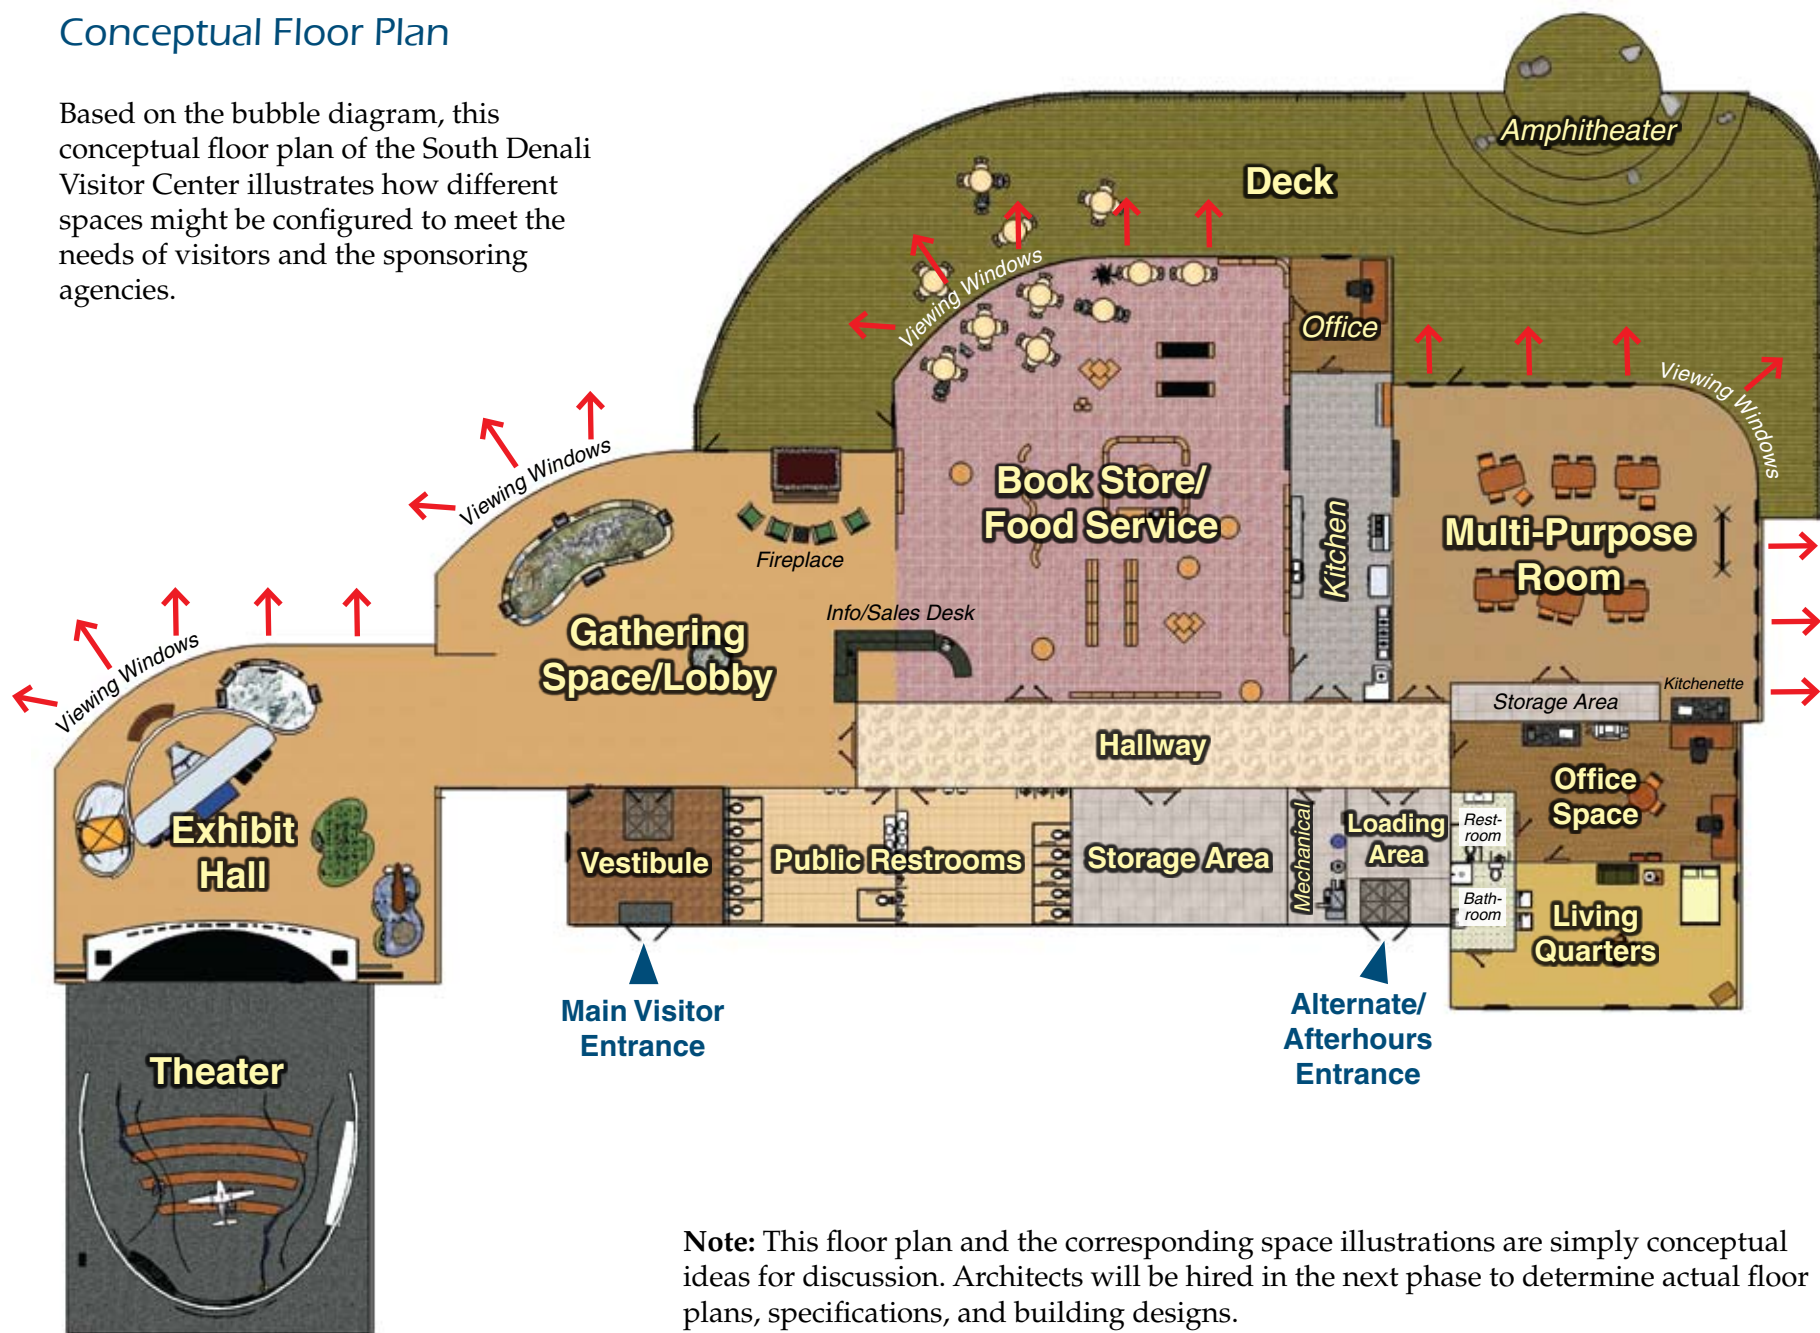 Conceptual Floor Plan
Based on the bubble diagram, this
conceptual floor plan of the South Denali
Visitor Center illustrates how different
spaces might be configured to meet the
needs of visitors and the sponsoring
agencies.
Amphitheater
Deck
Viewing Windows
Office
Viewing Windows
Viewing Windows
Book Store/
Food Service
Kitchen
Multi-Purpose
Room
Fireplace
Info/Sales Desk
Gathering
Space/Lobby
Viewing Windows
Storage Area
Kitchenette
Hallway
Exhibit
Hall
Vestibule
Public Restrooms
Storage Area
Mechanical
Loading
Area
Rest-
room
Office
Space
Bath-
room
Living
Quarters
Main Visitor
Entrance
Alternate/
Afterhours
Entrance
Theater
Note: This floor plan and the corresponding space illustrations are simply conceptual
ideas for discussion. Architects will be hired in the next phase to determine actual floor
plans, specifications, and building designs.